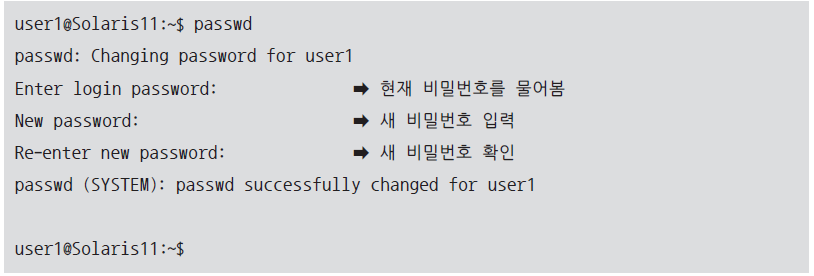 user1@Solaris11:~$ passwd
passwd: Changing password for user1
Enter login password: ➡ 현재 비밀번호를 물어봄
New password: ➡ 새 비밀번호 입력
Re-enter new password: ➡ 새 비밀번호 확인
passwd (SYSTEM): passwd successfully changed for user1
user1@Solaris11:~$